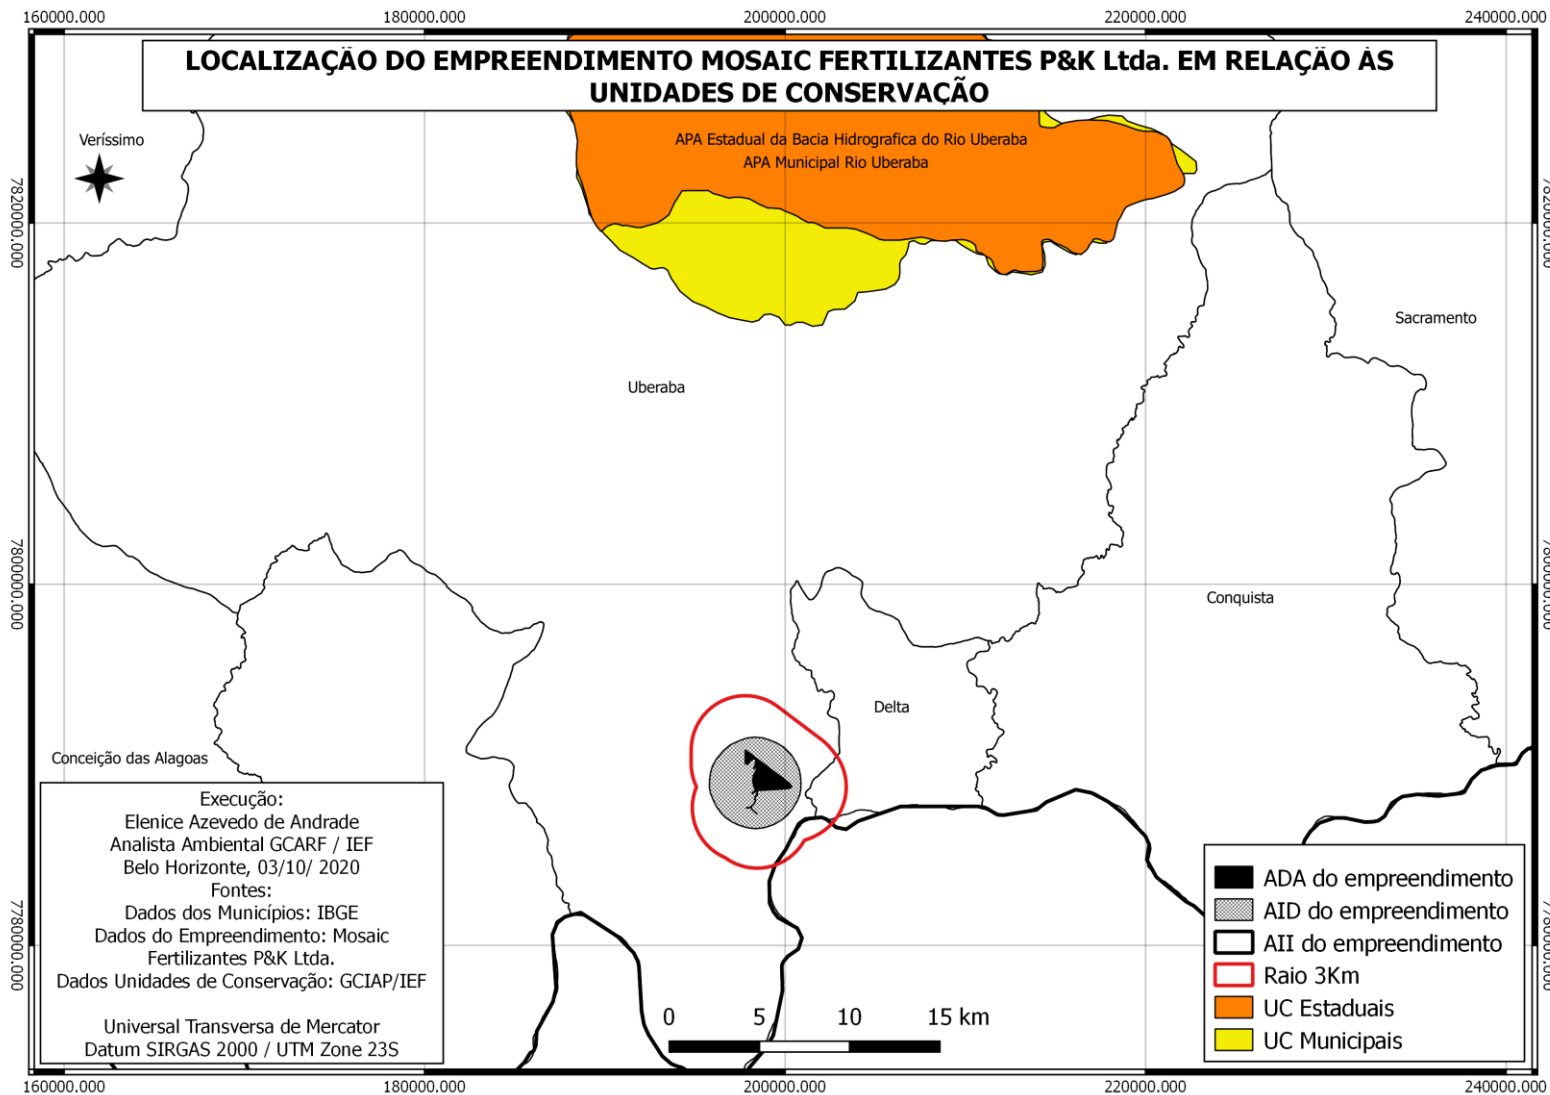 160000.000
180000.000
200000.000
220000.000
240000.000
LOCALIZAÇÃO DO EMPREENDIMENTO MOSAIC FERTILIZANTES P&K Ltda. EM RELAÇÃO ÀS
UNIDADES DE CONSERVAÇÃO
Veríssimo
APA Estadual da Bacia Hidrografica do Rio Uberaba
APA Municipal Rio Uberaba
7820000.000
7820000.000
Sacramento
Uberaba
7800000.000
7800000.000
Conquista
Delta
Conceição das Alagoas
Execução:
Elenice Azevedo de Andrade
Analista Ambiental GCARF / IEF
Belo Horizonte, 03/10/ 2020
Fontes:
Dados dos Municípios: IBGE
Dados do Empreendimento: Mosaic
Fertilizantes P&K Ltda.
Dados Unidades de Conservação: GCIAP/IEF
Universal Transversa de Mercator
Datum SIRGAS 2000 / UTM Zone 23S
7780000.000
7780000.000
0 5 10 15 km
ADA do empreendimento
AID do empreendimento
AII do empreendimento
Raio 3Km
UC Estaduais
UC Municipais
160000.000
180000.000
200000.000
220000.000
240000.000